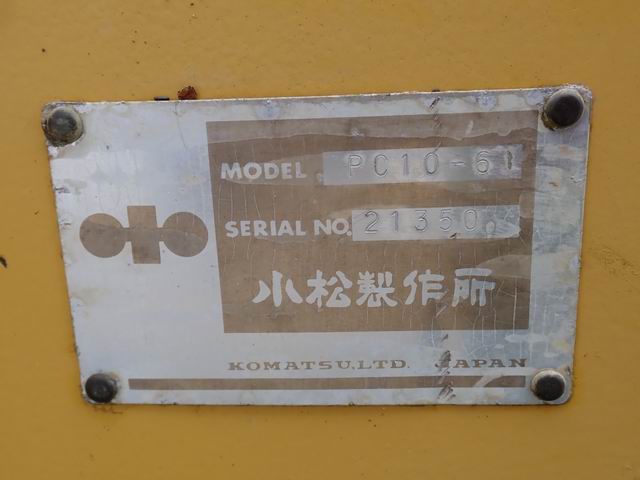 MODEL PC10-6
SERIAL NO. 21350
小松製作所
KOMATSU, LTD. JAPAN